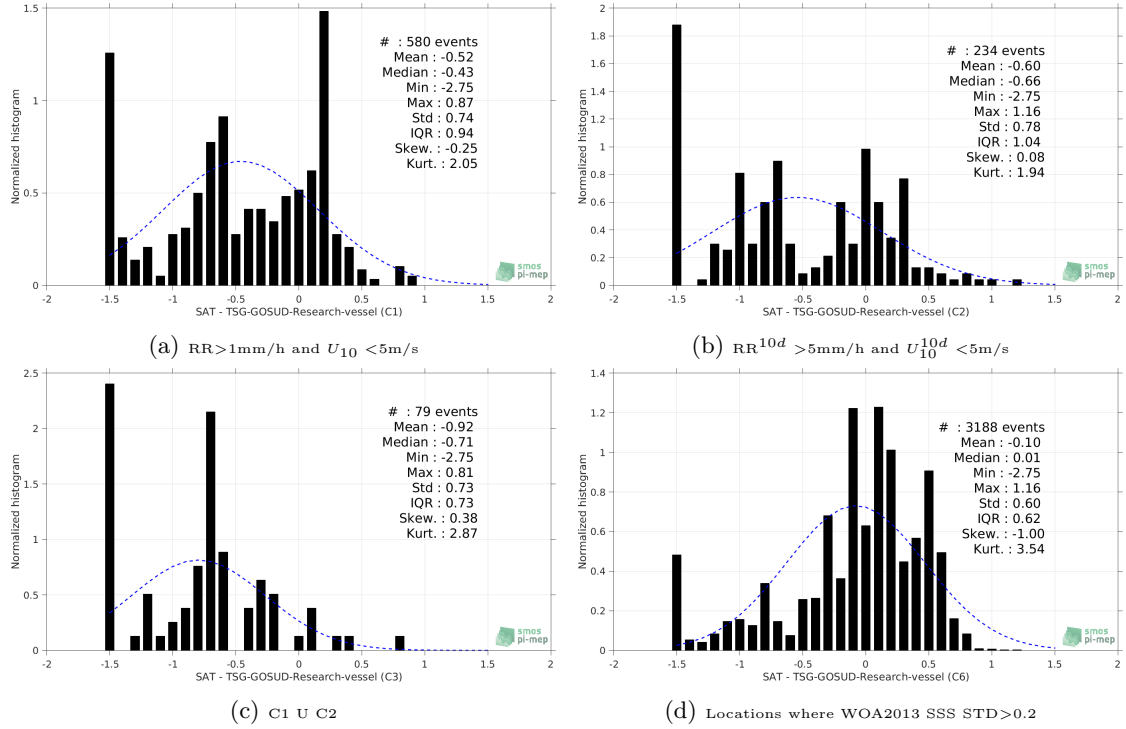 Normalized histogram
1.5
1
0.5
0
# : 580 events
Mean : -0.52
Median : -0.43
Min : -2.75
Max : 0.87
Std : 0.74
IQR : 0.94
Skew. : -0.25
Kurt. : 2.05
smos
pi-mep
-2 -1.5 -1 -0.5 0 0.5 1 1.5 2
SAT - TSG-GOSUD-Research-vessel (C1)
(a) RR>1mm/h and U10 <5m/s
Normalized histogram
2
1.8
1.6
1.4
1.2
1
0.8
0.6
0.4
0.2
0
# : 234 events
Mean : -0.60
Median : -0.66
Min : -2.75
Max : 1.16
Std : 0.78
IQR : 1.04
Skew. : 0.08
Kurt. : 1.94
smos
pi-mep
-2 -1.5 -1 -0.5 0 0.5 1 1.5 2
SAT - TSG-GOSUD-Research-vessel (C2)
(b) RR^10d >5mm/h and U10^10d <5m/s
Normalized histogram
2.5
2
1.5
1
0.5
0
# : 79 events
Mean : -0.92
Median : -0.71
Min : -2.75
Max : 0.81
Std : 0.73
IQR : 0.73
Skew. : 0.38
Kurt. : 2.87
smos
pi-mep
-2 -1.5 -1 -0.5 0 0.5 1 1.5 2
SAT - TSG-GOSUD-Research-vessel (C3)
(c) C1 U C2
Normalized histogram
1.4
1.2
1
0.8
0.6
0.4
0.2
0
# : 3188 events
Mean : -0.10
Median : 0.01
Min : -2.75
Max : 1.16
Std : 0.60
IQR : 0.62
Skew. : -1.00
Kurt. : 3.54
smos
pi-mep
-2 -1.5 -1 -0.5 0 0.5 1 1.5 2
SAT - TSG-GOSUD-Research-vessel (C6)
(d) Locations where WOA2013 SSS STD>0.2